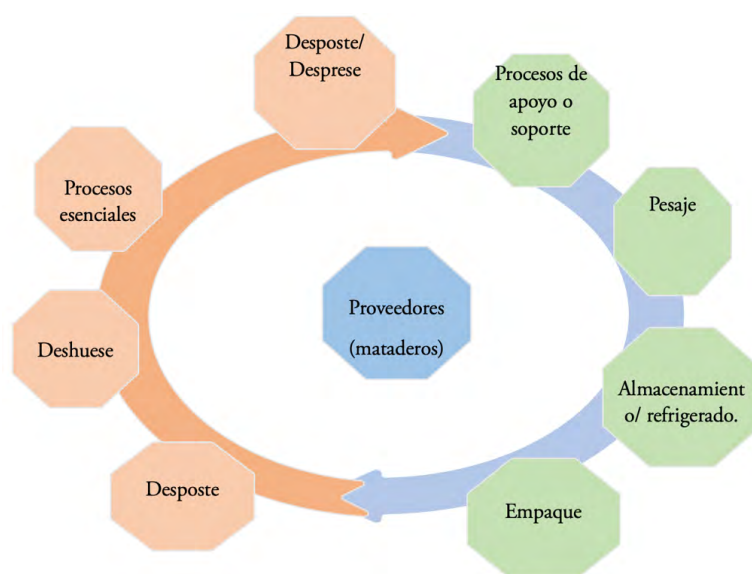 Desposte/
Desprese
Procesos de
apoyo o
soporte
Pesaje
Almacenamient
o/ refrigerado.
Empaque
Desposte
Deshuese
Procesos
esenciales
Proveedores
(mataderos)